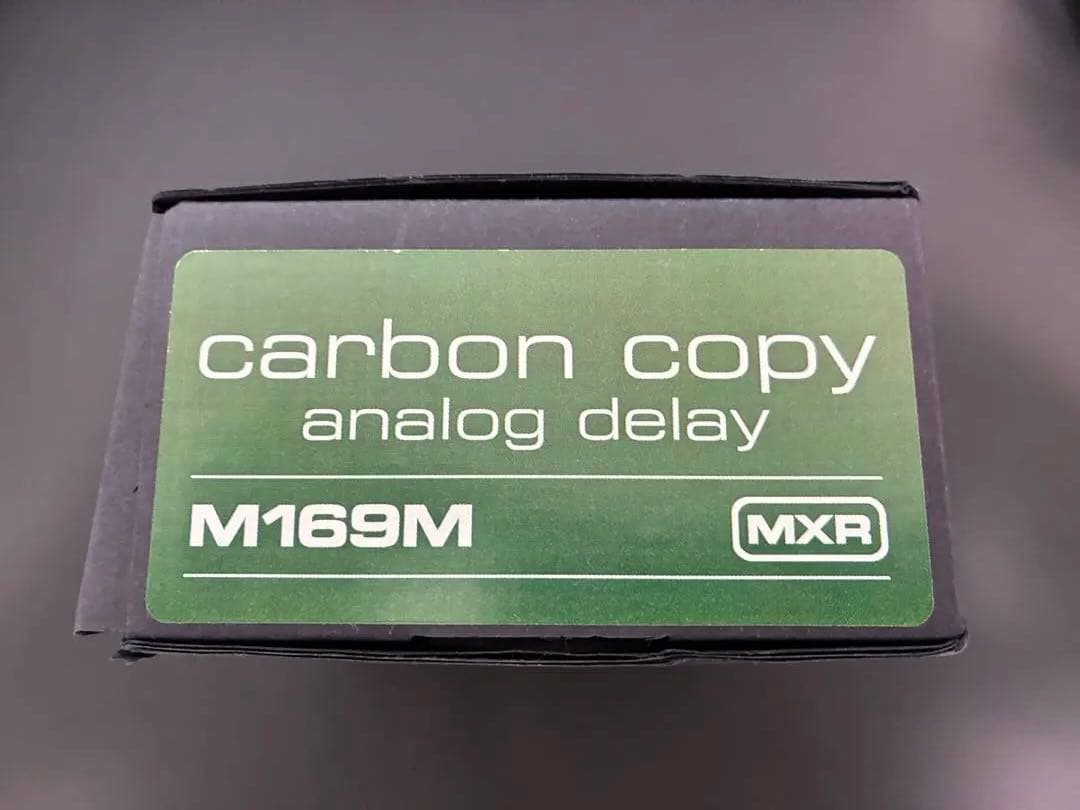 carbon copy
analog delay
M169M
MXR